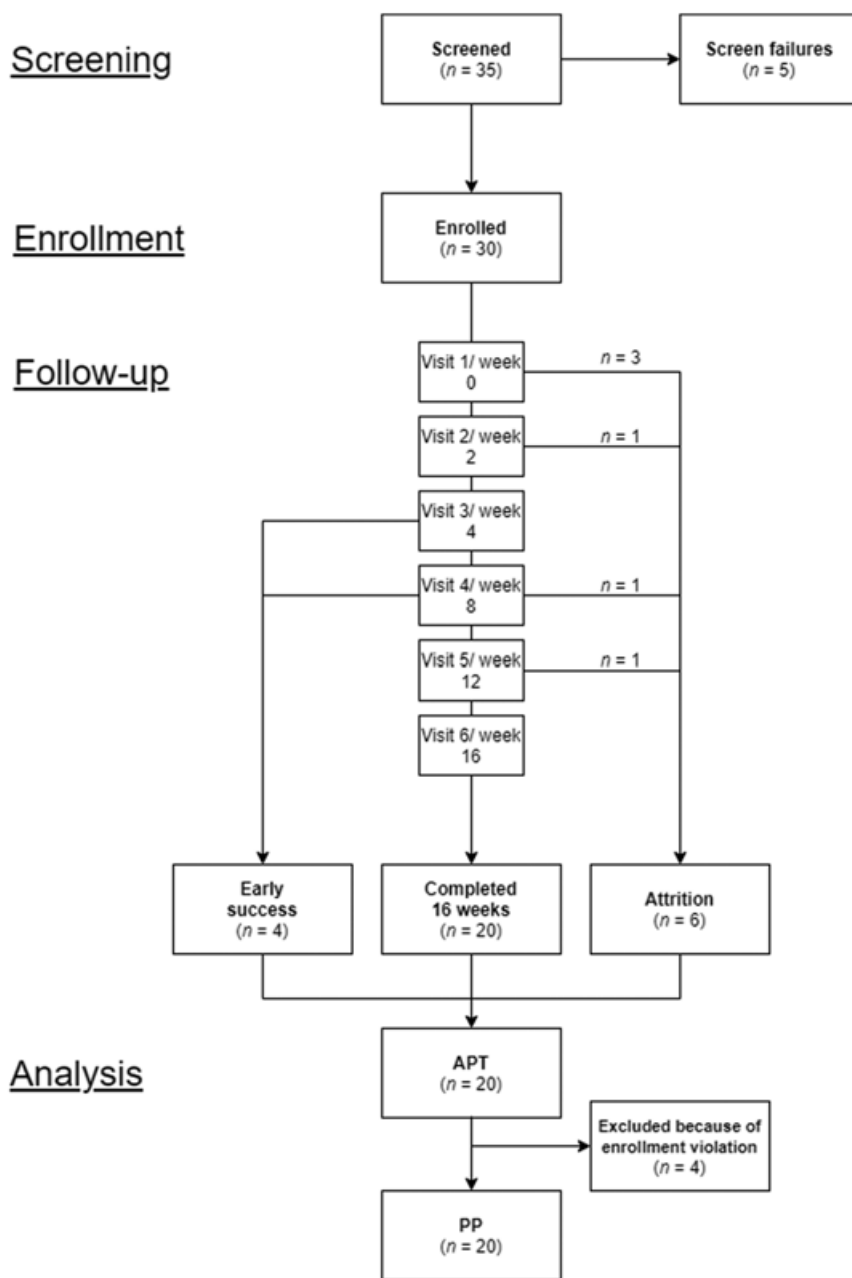 Screening
Screened
(n = 35)
Screen failures
(n = 5)
Enrollment
Enrolled
(n = 30)
Follow-up
Visit 1/ week
0
n = 3
Visit 2/ week
2
n = 1
Visit 3/ week
4
Visit 4/ week
8
n = 1
Visit 5/ week
12
n = 1
Visit 6/ week
16
Early
success
(n = 4)
Completed
16 weeks
(n = 20)
Attrition
(n = 6)
Analysis
APT
(n = 20)
Excluded because of
enrollment violation
(n = 4)
PP
(n = 20)